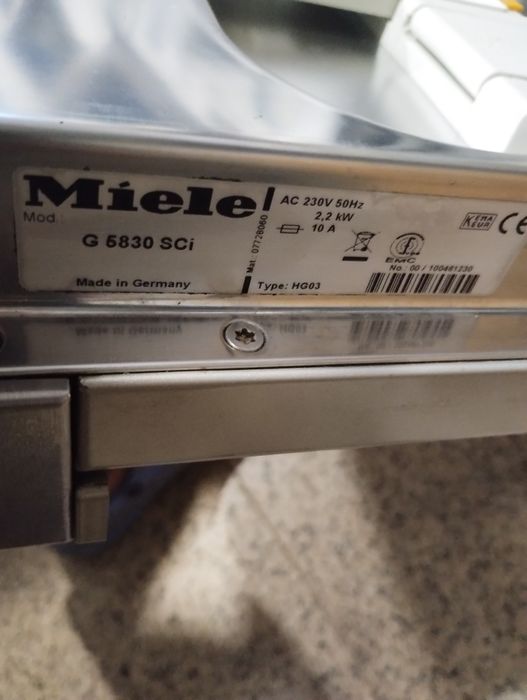 Miele
Mod.
G 5830 SCi
Made in Germany
Mat.: 07728060
AC 230V 50Hz
2,2 kW
10 A
Type: HG03
EMC
No. 00 / 100461230
KEMA
KEUR
CE